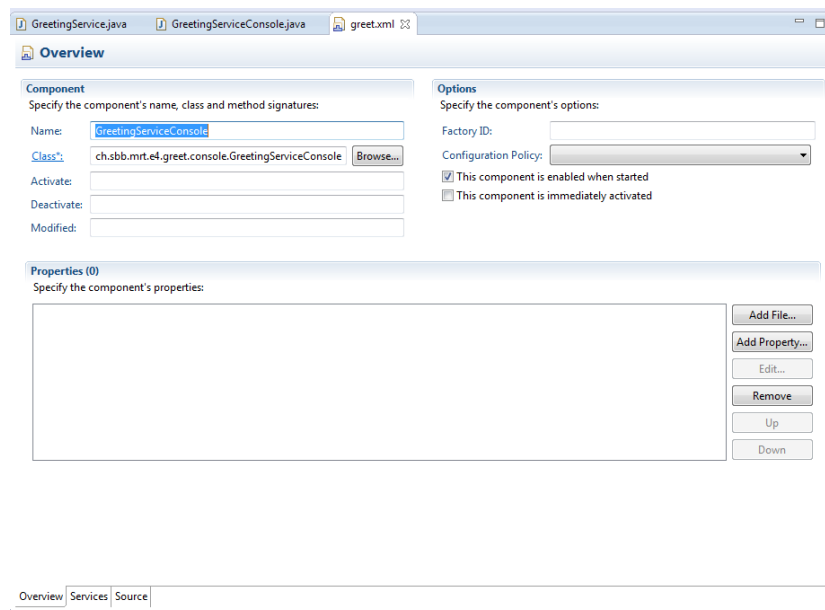 GreetingService.java GreetingServiceConsole.java greet.xml
Overview
Component
Specify the component's name, class and method signatures:
Name: GreetingServiceConsole
Class*: ch.sbb.mrt.e4.greet.console.GreetingServiceConsole Browse...
Activate:
Deactivate:
Modified:
Options
Specify the component's options:
Factory ID:
Configuration Policy:
This component is enabled when started
This component is immediately activated
Properties (0)
Specify the component's properties:
Add File...
Add Property...
Edit...
Remove
Up
Down
Overview Services Source